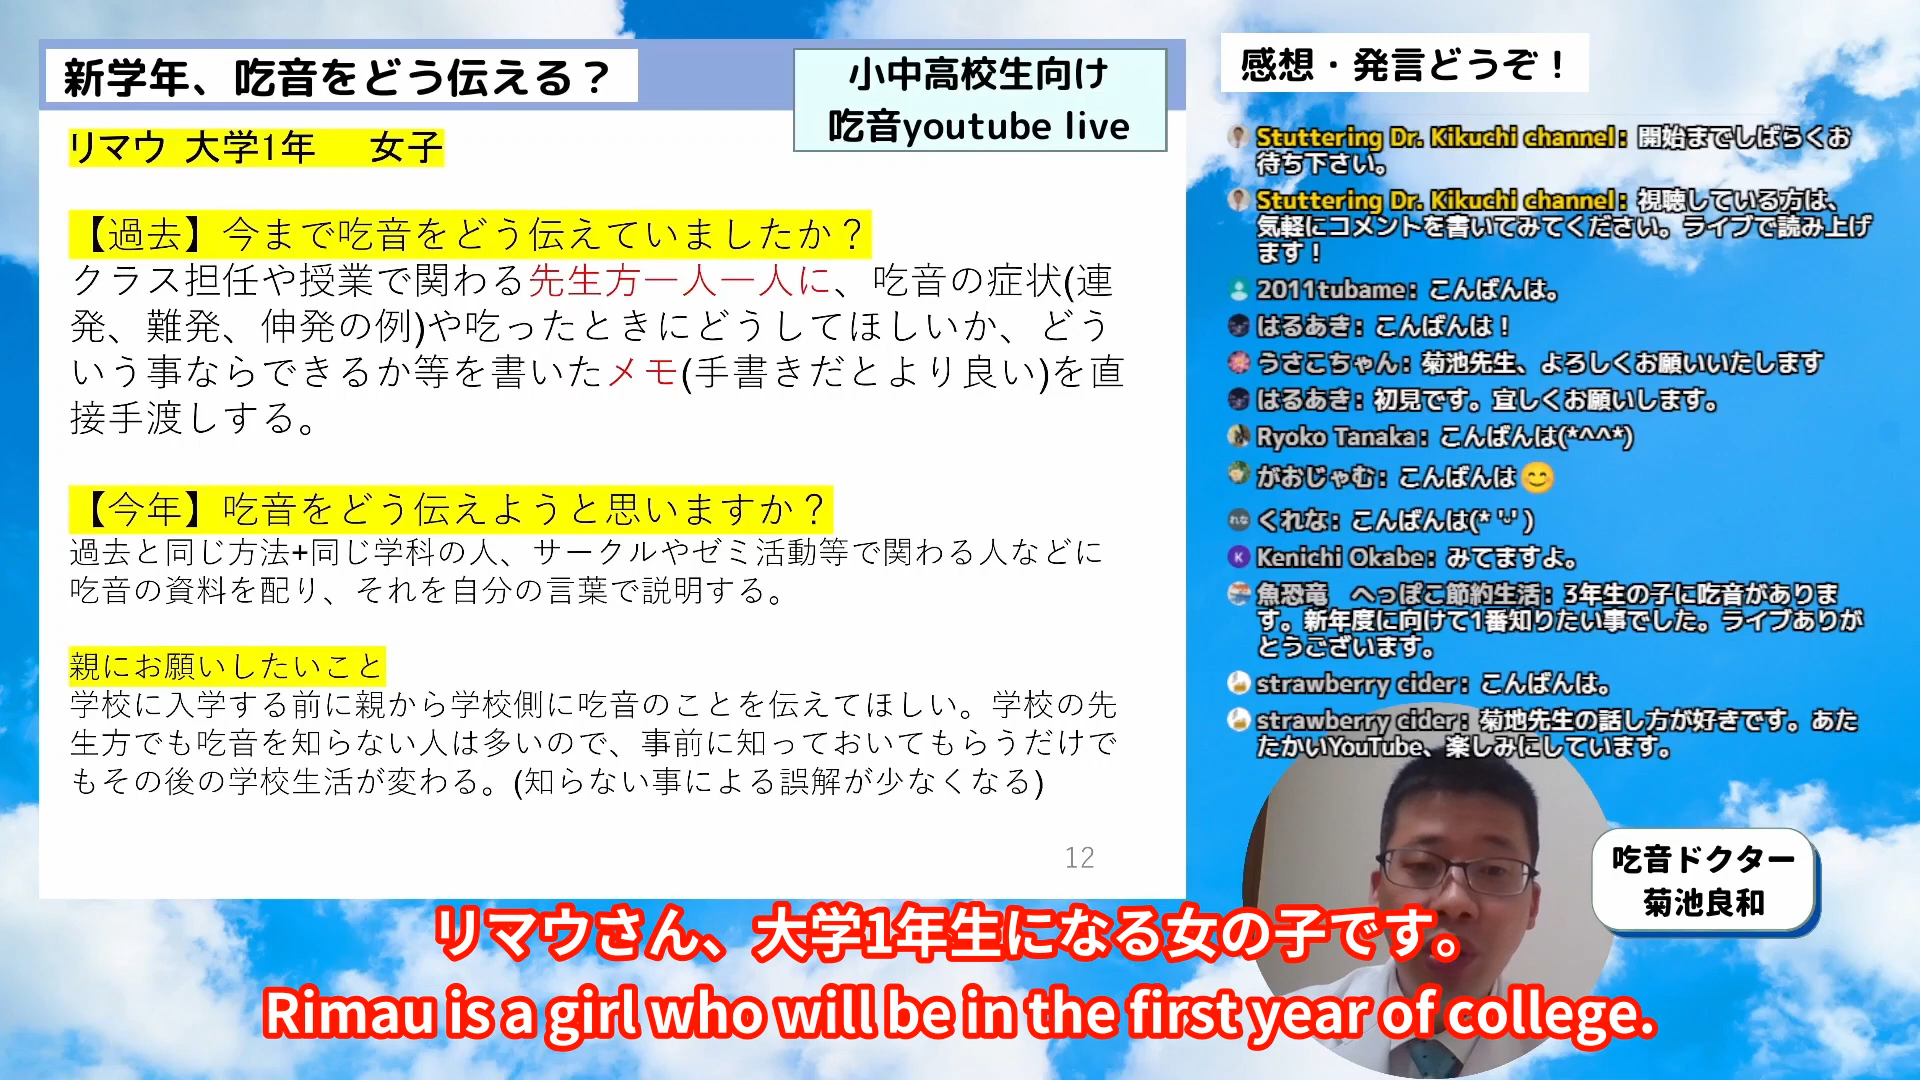 新学年、吃音をどう伝える？
小中高校生向け
吃音youtube live
リマウ 大学1年　女子
【過去】今まで吃音をどう伝えていましたか？
クラス担任や授業で関わる先生方一人一人に、吃音の症状(連
発、難発、伸発の例)や吃ったときにどうしてほしいか、どう
いう事ならできるか等を書いたメモ(手書きだとより良い)を直
接手渡しする。
【今年】吃音をどう伝えようと思いますか？
過去と同じ方法+同じ学科の人、サークルやゼミ活動等で関わる人などに
吃音の資料を配り、それを自分の言葉で説明する。
親にお願いしたいこと
学校に入学する前に親から学校側に吃音のことを伝えてほしい。学校の先
生方でも吃音を知らない人は多いので、事前に知っておいてもらうだけで
もその後の学校生活が変わる。(知らない事による誤解が少なくなる)
12
感想・発言どうぞ！
Stuttering Dr. Kikuchi channel: 開始までしばらくお
待ち下さい。
Stuttering Dr. Kikuchi channel: 視聴している方は、
気軽にコメントを書いてみてください。ライブで読み上げ
ます！
2011tubame: こんばんは。
はるあき: こんばんは！
うさこちゃん: 菊池先生、よろしくお願いいたします
はるあき: 初見です。宜しくお願いします。
Ryoko Tanaka: こんばんは(*^^*)
がおじゃむ: こんばんは😊
れな くれな: こんばんは(* 'ᵕ' )
K Kenichi Okabe: みてますよ。
魚恐竜　へっぽこ節約生活: 3年生の子に吃音がありま
す。新年度に向けて1番知りたい事でした。ライブありが
とうございます。
strawberry cider: こんばんは。
strawberry cider: 菊地先生の話し方が好きです。あた
たかいYouTube、楽しみにしています。
吃音ドクター
菊池良和
リマウさん、大学1年生になる女の子です。
Rimau is a girl who will be in the first year of college.